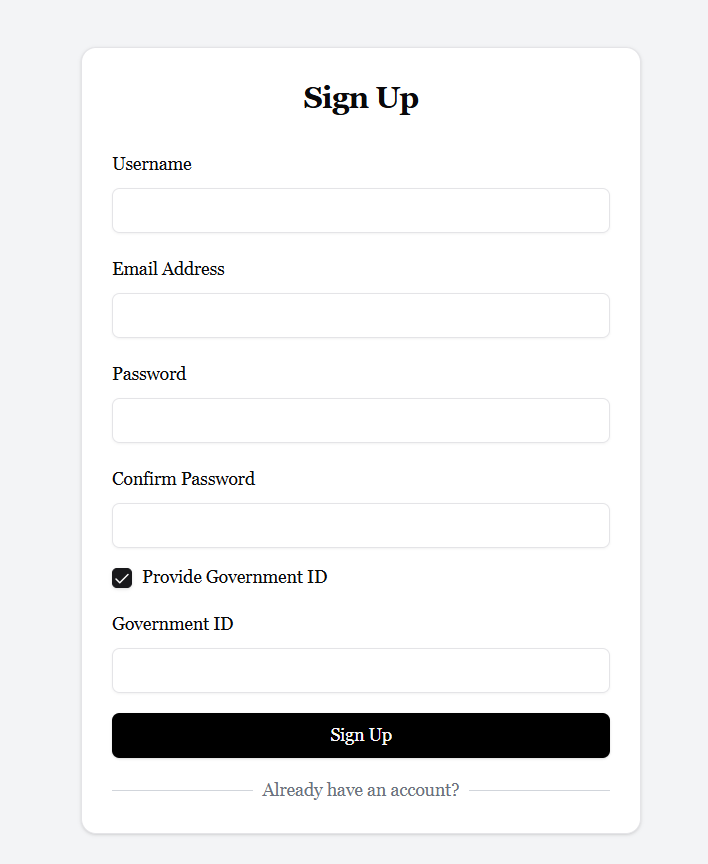 Sign Up
Username
Email Address
Password
Confirm Password
Provide Government ID
Government ID
Sign Up
Already have an account?